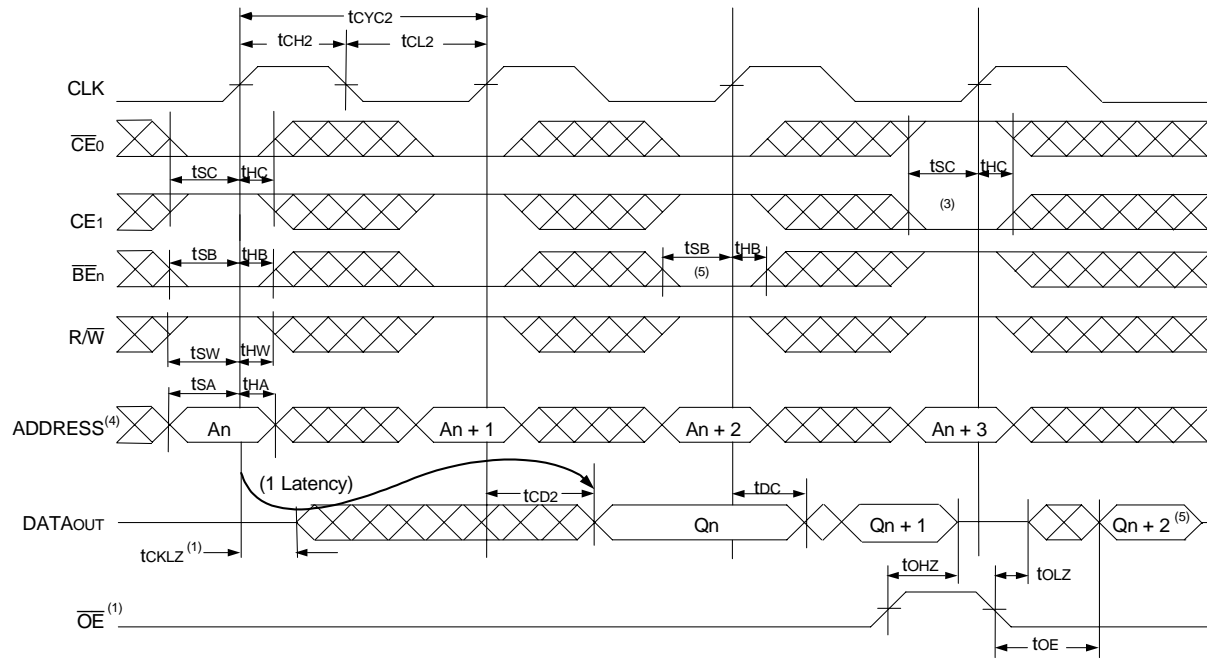 tCYC2
tCH2 tCL2
CLK
CE0
tSC tHC tSC tHC
(3)
CE1
tSB tHB tSB tHB
(5)
BEn
R/W
tSW tHW
tSA tHA
ADDRESS(4) An An + 1 An + 2 An + 3
(1 Latency) tCD2 tDC
DATAOUT Qn Qn + 1 Qn + 2 (5)
tCKLZ (1)
tOHZ tOLZ
OE (1)
tOE